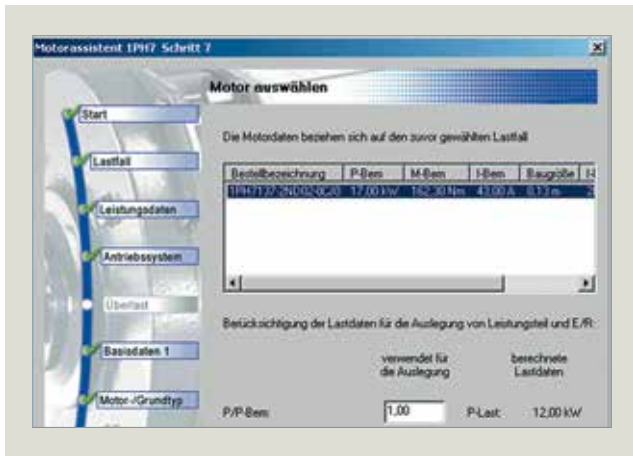 Motorassistent 1PH7 Schritt 7
Motor auswählen
Start
Lastfall
Leistungsdaten
Antriebssystem
Überlast
Basisdaten 1
Motor-/Grundtyp
Die Motordaten beziehen sich auf den zuvor gewählten Lastfall
Bestellbezeichnung P-Bem M-Bem I-Bem Baugröße
17,00 kW 162,30 Nm 43,00 A 0,13 m
Berücksichtigung der Lastdaten für die Auslegung von Leistungsteil und E/R:
verwendet für die Auslegung
berechnete Lastdaten
P/P-Bem: 1,00 P-Last: 12,00 kW